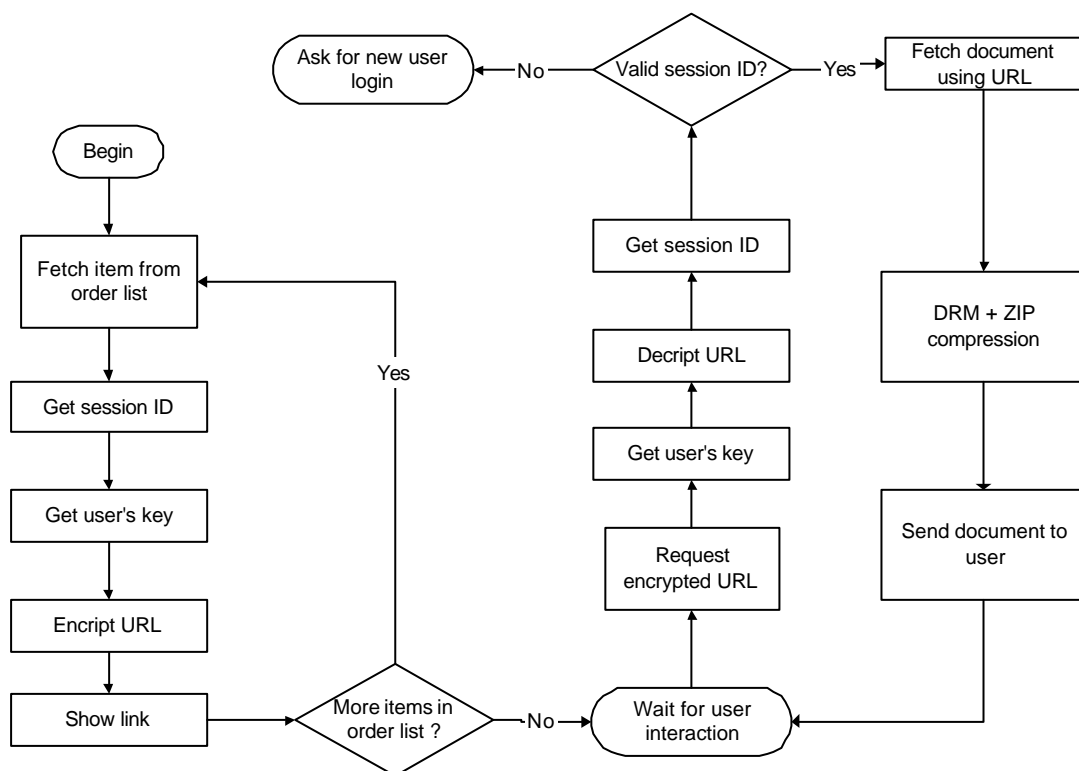 Ask for new user
login
No
Valid session ID?
Yes
Fetch document
using URL
Begin
Fetch item from
order list
Get session ID
DRM + ZIP
compression
Yes
Decript URL
Get session ID
Get user's key
Get user's key
Request
encrypted URL
Send document to
user
Encript URL
Show link
More items in
order list ?
No
Wait for user
interaction